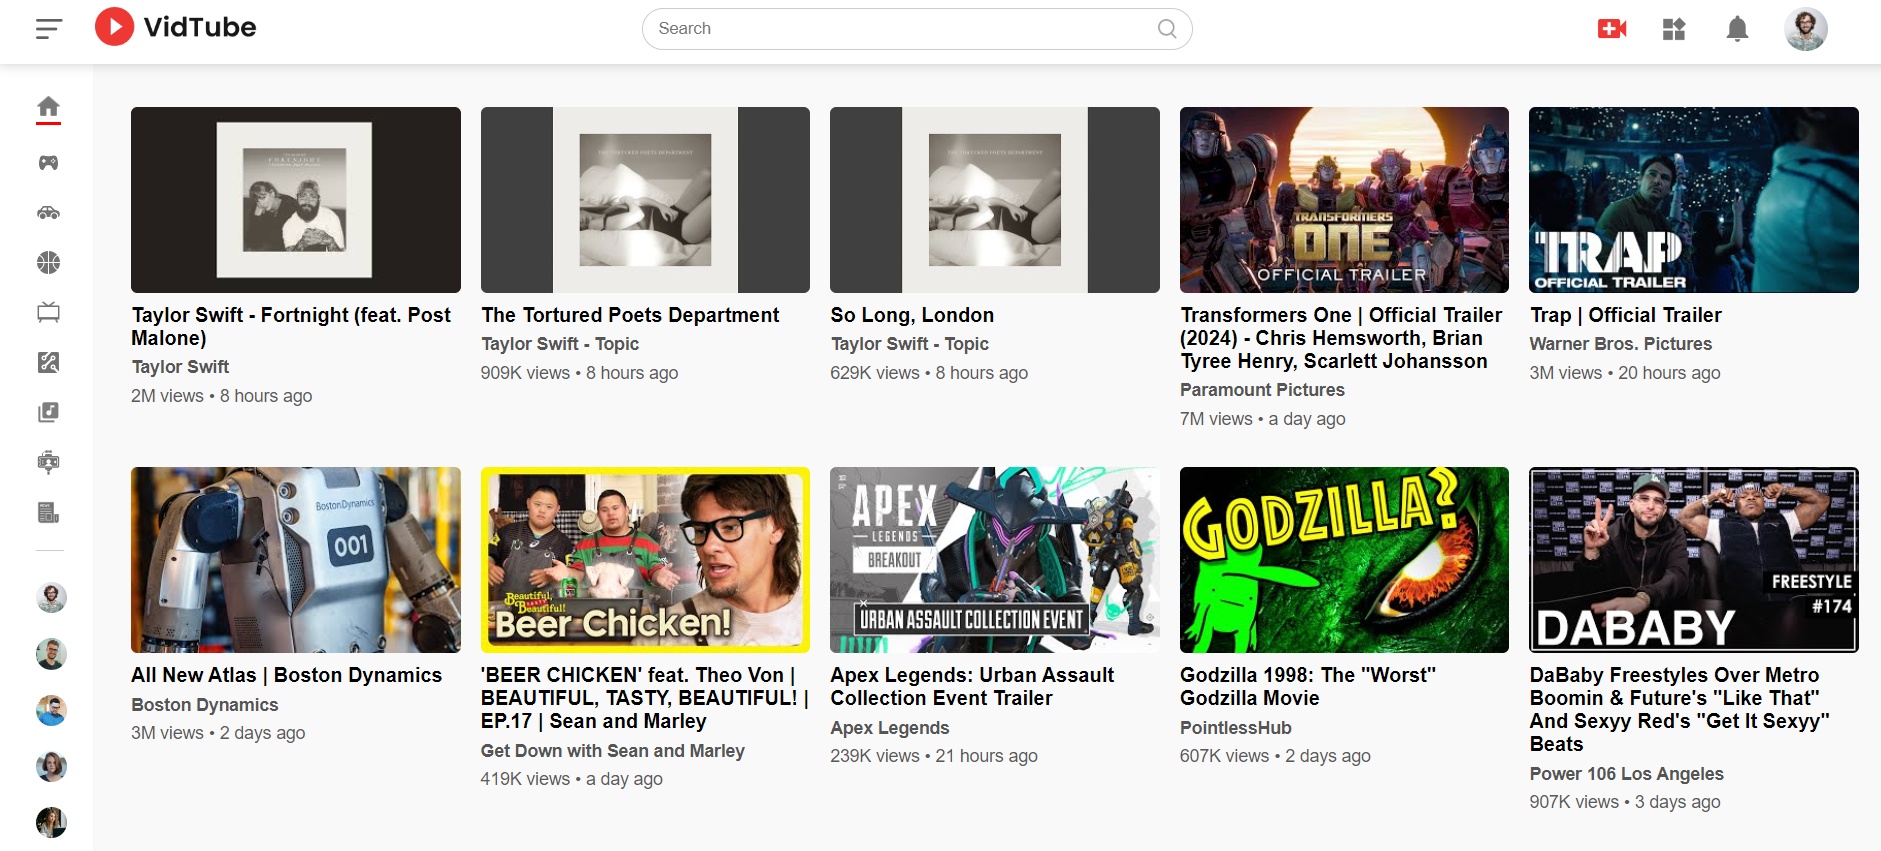 VidTube
Search
FORTNIGHT
THE TORTURED POETS DEPARTMENT
THE TORTURED POETS DEPARTMENT
TRANSFORMERS
ONE
OFFICIAL TRAILER
TRAP
OFFICIAL TRAILER
Taylor Swift - Fortnight (feat. Post
Malone)
Taylor Swift
2M views • 8 hours ago
The Tortured Poets Department
Taylor Swift - Topic
909K views • 8 hours ago
So Long, London
Taylor Swift - Topic
629K views • 8 hours ago
Transformers One | Official Trailer
(2024) - Chris Hemsworth, Brian
Tyree Henry, Scarlett Johansson
Paramount Pictures
7M views • a day ago
Trap | Official Trailer
Warner Bros. Pictures
3M views • 20 hours ago
BostonDynamics
001
Beautiful,
Tasty
Beautiful!
Beer Chicken!
APEX
LEGENDS
BREAKOUT
URBAN ASSAULT COLLECTION EVENT
GODZILLA?
FREESTYLE
#174
DABABY
All New Atlas | Boston Dynamics
Boston Dynamics
3M views • 2 days ago
'BEER CHICKEN' feat. Theo Von |
BEAUTIFUL, TASTY, BEAUTIFUL! |
EP.17 | Sean and Marley
Get Down with Sean and Marley
419K views • a day ago
Apex Legends: Urban Assault
Collection Event Trailer
Apex Legends
239K views • 21 hours ago
Godzilla 1998: The "Worst"
Godzilla Movie
PointlessHub
607K views • 2 days ago
DaBaby Freestyles Over Metro
Boomin & Future's "Like That"
And Sexyy Red's "Get It Sexyy"
Beats
Power 106 Los Angeles
907K views • 3 days ago